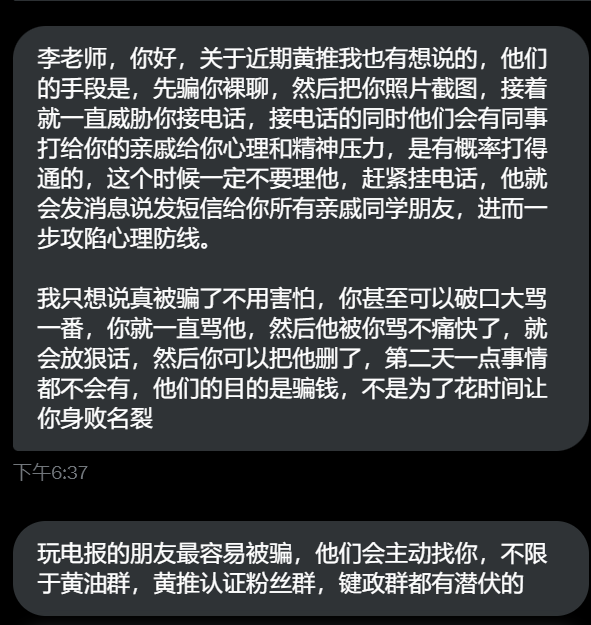 李老师，你好，关于近期黄推我也有想说的，他们
的手段是，先骗你裸聊，然后把你照片截图，接着
就一直威胁你接电话，接电话的同时他们会有同事
打给你的亲戚给你心理和精神压力，是有概率打得
通的，这个时候一定不要理他，赶紧挂电话，他就
会发消息说发短信给你所有亲戚同学朋友，进而一
步攻陷心理防线。
我只想说真被骗了不用害怕，你甚至可以破口大骂
一番，你就一直骂他，然后他被你骂不痛快了，就
会放狠话，然后你可以把他删了，第二天一点事情
都不会有，他们的目的是骗钱，不是为了花时间让
你身败名裂
下午6:37
玩电报的朋友最容易被骗，他们会主动找你，不限
于黄油群，黄推认证粉丝群，键政群都有潜伏的